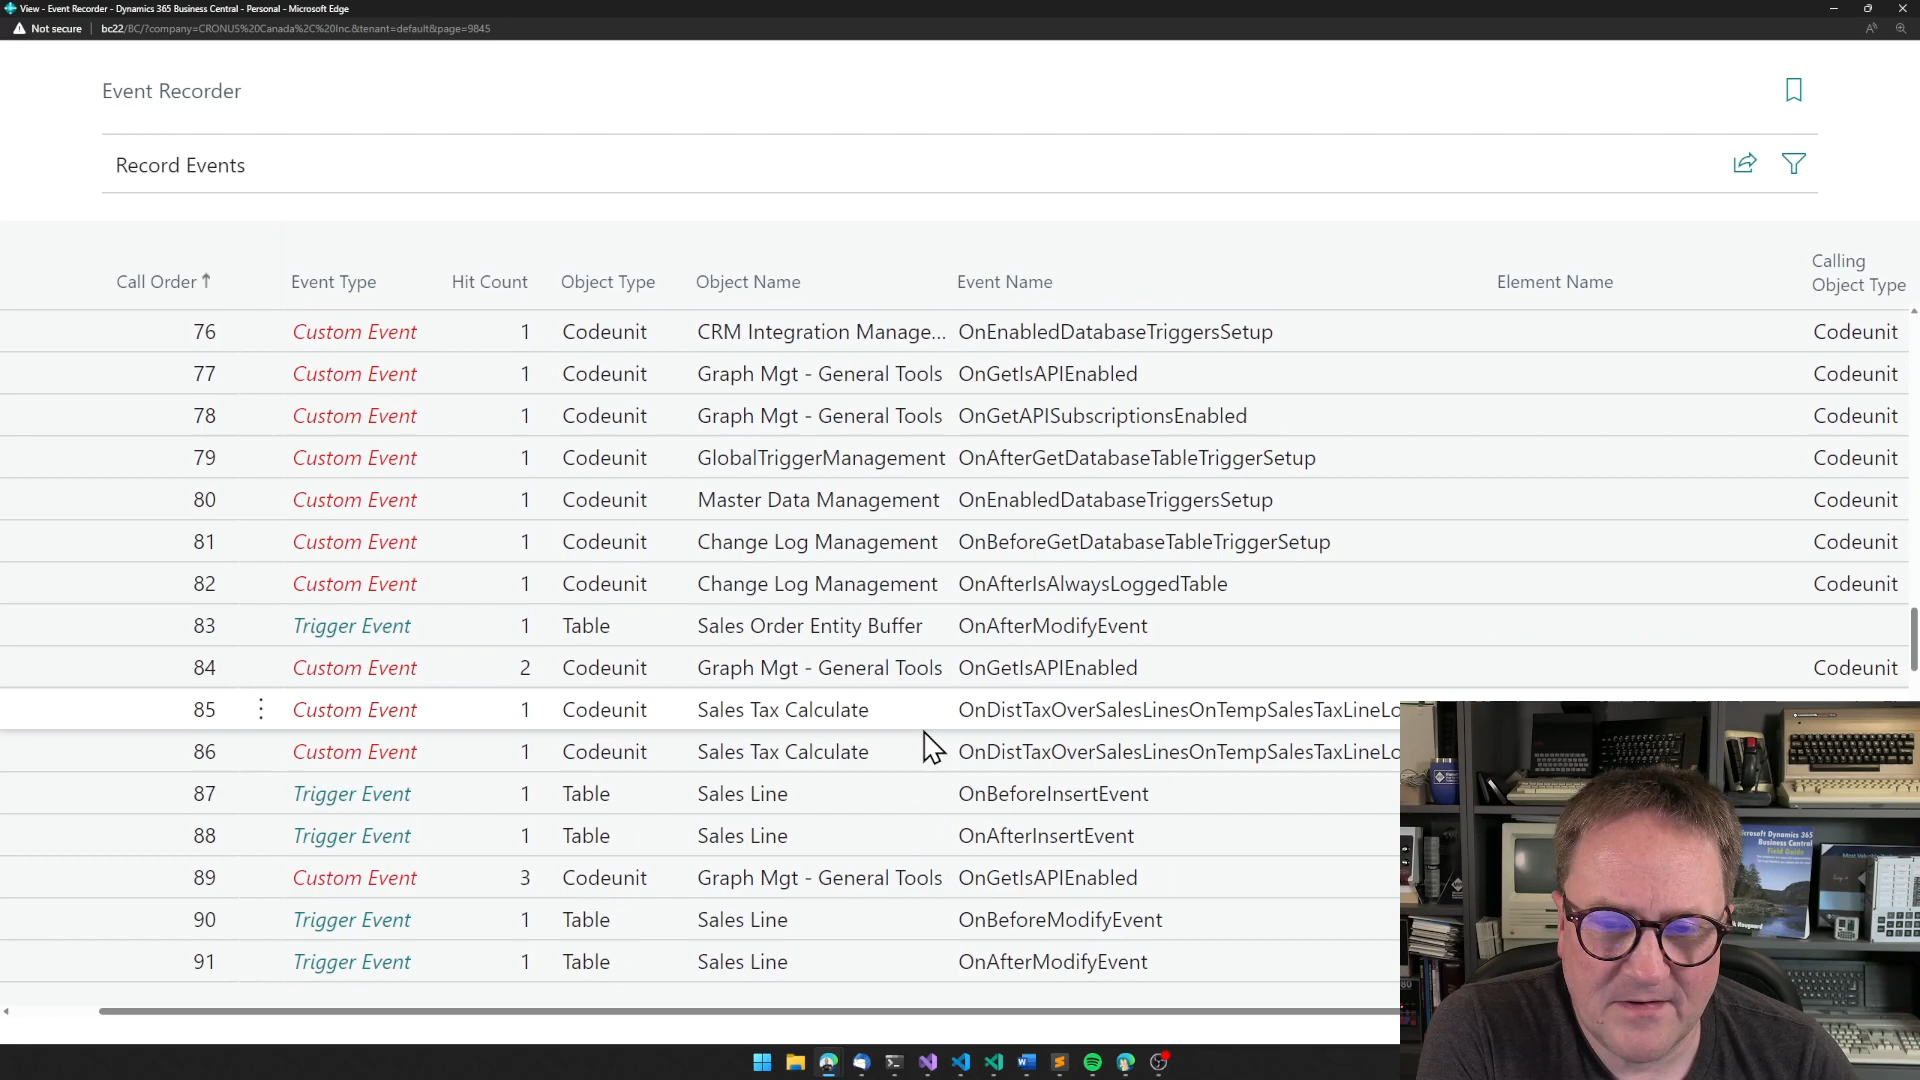 View - Event Recorder - Dynamics 365 Business Central - Personal - Microsoft Edge
Not secure bc22/BC/?company=CRONUS%20Canada%2C%20Inc.&tenant=default&page=9845
Event Recorder
Record Events
Call Order Event Type Hit Count Object Type Object Name Event Name Element Name Calling Object Type
76 Custom Event 1 Codeunit CRM Integration Manage... OnEnabledDatabaseTriggersSetup Codeunit
77 Custom Event 1 Codeunit Graph Mgt - General Tools OnGetIsAPIEnabled Codeunit
78 Custom Event 1 Codeunit Graph Mgt - General Tools OnGetAPISubscriptionsEnabled Codeunit
79 Custom Event 1 Codeunit GlobalTriggerManagement OnAfterGetDatabaseTableTriggerSetup Codeunit
80 Custom Event 1 Codeunit Master Data Management OnEnabledDatabaseTriggersSetup Codeunit
81 Custom Event 1 Codeunit Change Log Management OnBeforeGetDatabaseTableTriggerSetup Codeunit
82 Custom Event 1 Codeunit Change Log Management OnAfterIsAlwaysLoggedTable Codeunit
83 Trigger Event 1 Table Sales Order Entity Buffer OnAfterModifyEvent
84 Custom Event 2 Codeunit Graph Mgt - General Tools OnGetIsAPIEnabled Codeunit
85 Custom Event 1 Codeunit Sales Tax Calculate OnDistTaxOverSalesLinesOnTempSalesTaxLineLo
86 Custom Event 1 Codeunit Sales Tax Calculate OnDistTaxOverSalesLinesOnTempSalesTaxLineLo
87 Trigger Event 1 Table Sales Line OnBeforeInsertEvent
88 Trigger Event 1 Table Sales Line OnAfterInsertEvent
89 Custom Event 3 Codeunit Graph Mgt - General Tools OnGetIsAPIEnabled
90 Trigger Event 1 Table Sales Line OnBeforeModifyEvent
91 Trigger Event 1 Table Sales Line OnAfterModifyEvent
Microsoft Dynamics 365
Business Central
Field Guide